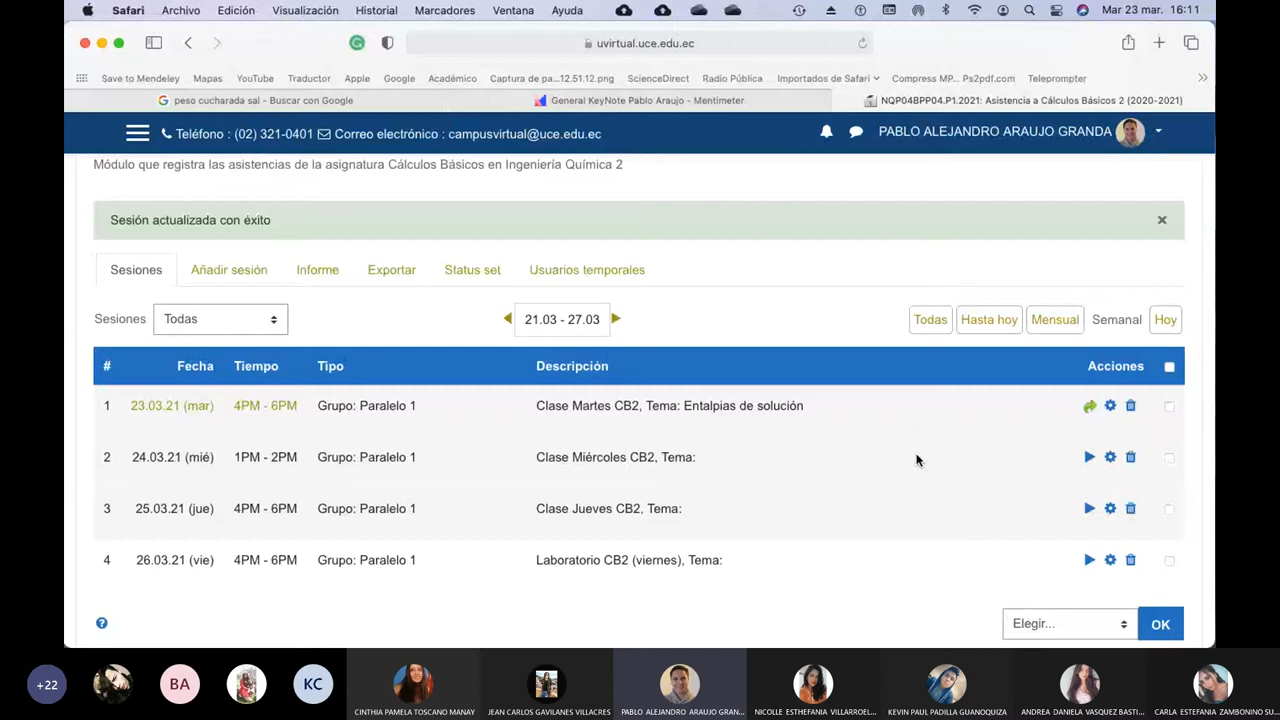 Safari Archivo Edición Visualización Historial Marcadores Ventana Ayuda Mar 23 mar. 16:11
uvirtual.uce.edu.ec
Save to Mendeley Mapas YouTube Traductor Apple Google Académico Captura de pa...12.51.12.png ScienceDirect Radio Pública Importados de Safari Compress MP... Ps2pdf.com Teleprompter
peso cucharada sal - Buscar con Google General KeyNote Pablo Araujo - Mentimeter NQP04BPP04.P1.2021: Asistencia a Cálculos Básicos 2 (2020-2021)
Teléfono : (02) 321-0401 Correo electrónico : campusvirtual@uce.edu.ec PABLO ALEJANDRO ARAUJO GRANDA
Módulo que registra las asistencias de la asignatura Cálculos Básicos en Ingeniería Química 2
Sesión actualizada con éxito ×
Sesiones Añadir sesión Informe Exportar Status set Usuarios temporales
Sesiones Todas 21.03 - 27.03 Todas Hasta hoy Mensual Semanal Hoy
# Fecha Tiempo Tipo Descripción Acciones
1 23.03.21 (mar) 4PM - 6PM Grupo: Paralelo 1 Clase Martes CB2, Tema: Entalpias de solución
2 24.03.21 (mié) 1PM - 2PM Grupo: Paralelo 1 Clase Miércoles CB2, Tema:
3 25.03.21 (jue) 4PM - 6PM Grupo: Paralelo 1 Clase Jueves CB2, Tema:
4 26.03.21 (vie) 4PM - 6PM Grupo: Paralelo 1 Laboratorio CB2 (viernes), Tema:
Elegir... OK
+22 BA KC
CINTHIA PAMELA TOSCANO MANAY JEAN CARLOS GAVILANES VILLACRES PABLO ALEJANDRO ARAUJO GRAN... NICOLLE ESTHEFANIA VILLARROEL... KEVIN PAUL PADILLA GUANOQUIZA ANDREA DANIELA VASQUEZ BASTI... CARLA ESTEFANIA ZAMBONINO SU...